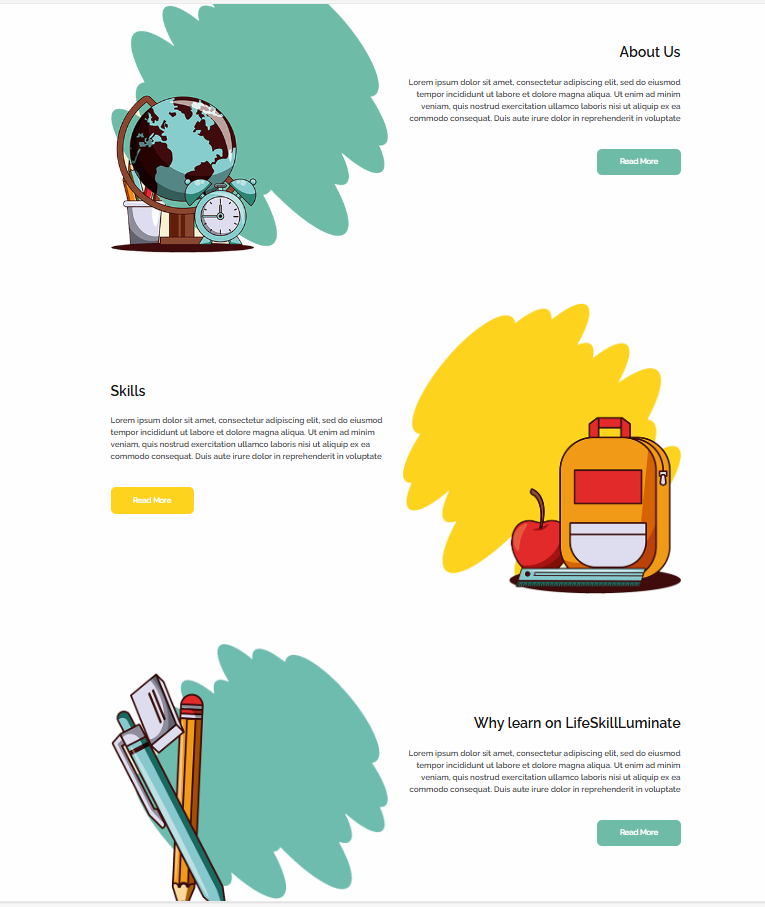 About Us
Lorem ipsum dolor sit amet, consectetur adipiscing elit, sed do eiusmod
tempor incididunt ut labore et dolore magna aliqua. Ut enim ad minim
veniam, quis nostrud exercitation ullamco laboris nisi ut aliquip ex ea
commodo consequat. Duis aute irure dolor in reprehenderit in voluptate
Read More
Skills
Lorem ipsum dolor sit amet, consectetur adipiscing elit, sed do eiusmod
tempor incididunt ut labore et dolore magna aliqua. Ut enim ad minim
veniam, quis nostrud exercitation ullamco laboris nisi ut aliquip ex ea
commodo consequat. Duis aute irure dolor in reprehenderit in voluptate
Read More
Why learn on LifeSkillLuminate
Lorem ipsum dolor sit amet, consectetur adipiscing elit, sed do eiusmod
tempor incididunt ut labore et dolore magna aliqua. Ut enim ad minim
veniam, quis nostrud exercitation ullamco laboris nisi ut aliquip ex ea
commodo consequat. Duis aute irure dolor in reprehenderit in voluptate
Read More